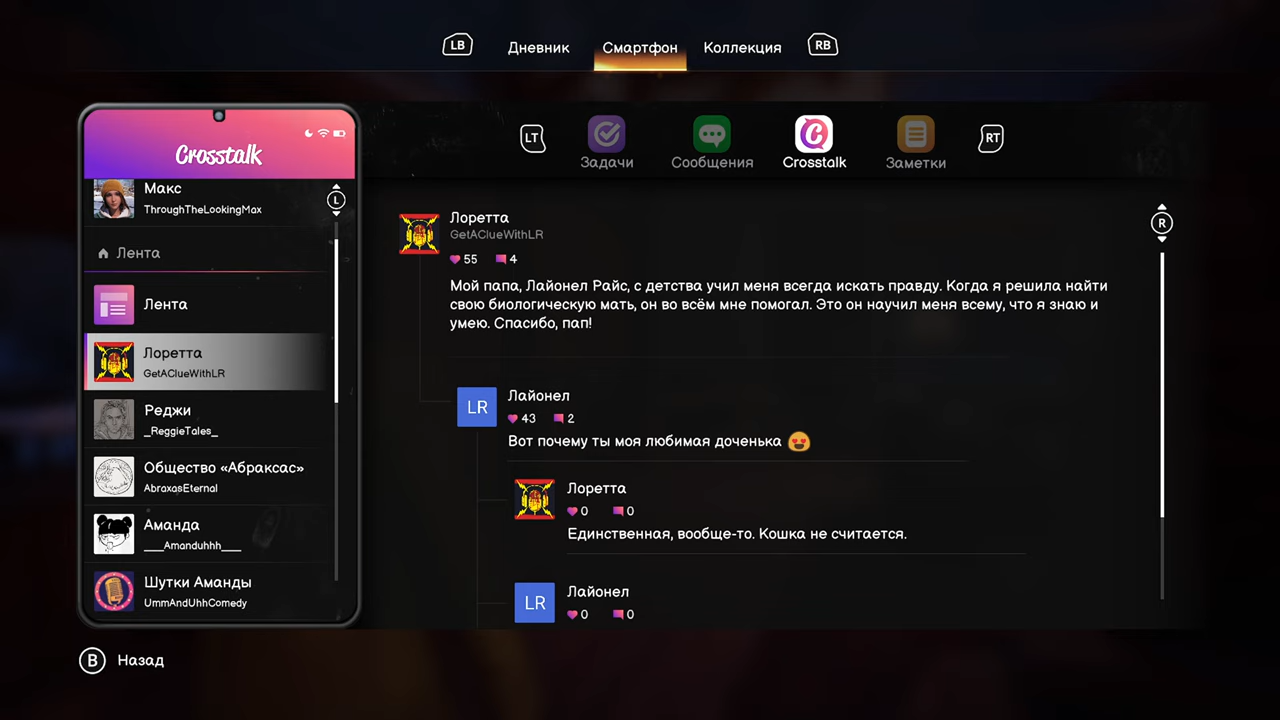 LB
Дневник
Смартфон
Коллекция
RB
Crosstalk
Макс
ThroughTheLookingMax
L
Лента
Лента
Лоретта
GetAClueWithLR
Реджи
_ReggieTales_
Общество «Абраксас»
AbraxasEternal
Аманда
___Amanduhhh___
Шутки Аманды
UmmAndUhhComedy
LT
Задачи
Сообщения
Crosstalk
Заметки
RT
R
Лоретта
GetAClueWithLR
55 4
Мой папа, Лайонел Райс, с детства учил меня всегда искать правду. Когда я решила найти
свою биологическую мать, он во всём мне помогал. Это он научил меня всему, что я знаю и
умею. Спасибо, пап!
LR
Лайонел
43 2
Вот почему ты моя любимая доченька 😍
Лоретта
0 0
Единственная, вообще-то. Кошка не считается.
LR
Лайонел
0 0
B Назад